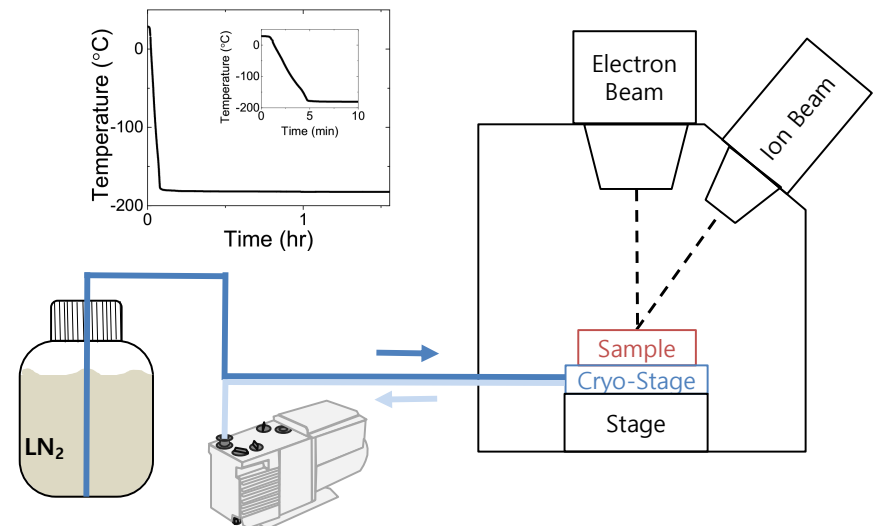 Temperature (°C)
0
-100
-200
0
1
Time (hr)
Temperature (°C)
0
-100
-200
0
5
10
Time (min)
Electron
Beam
Ion Beam
Sample
Cryo-Stage
Stage
LN₂